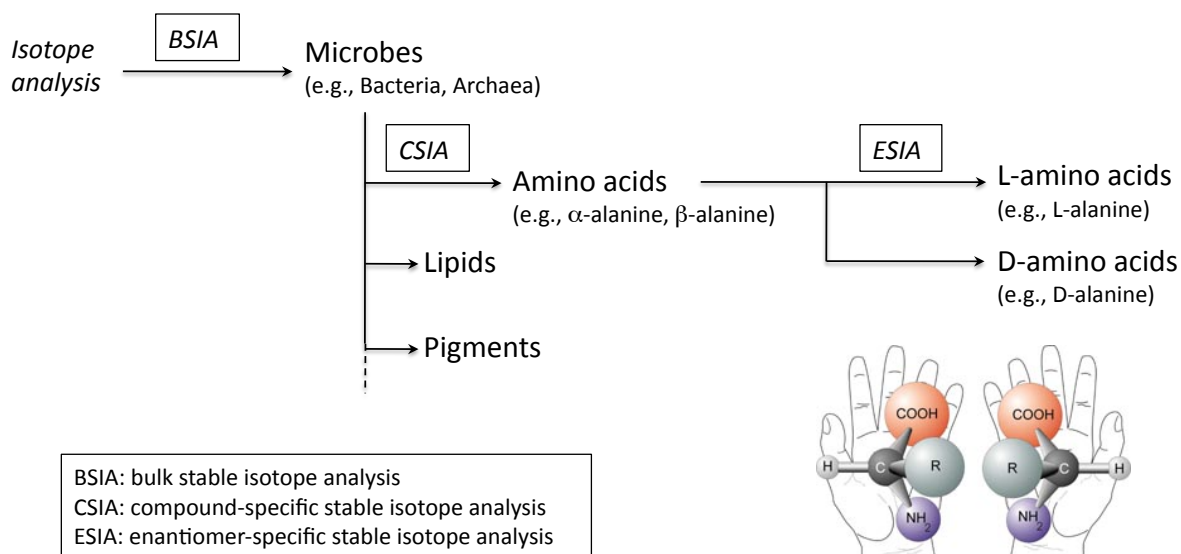 Isotope
analysis
BSIA
Microbes
(e.g., Bacteria, Archaea)
CSIA
Amino acids
(e.g., α-alanine, β-alanine)
ESIA
L-amino acids
(e.g., L-alanine)
D-amino acids
(e.g., D-alanine)
Lipids
Pigments
COOH
H
C
R
NH2
COOH
R
C
H
NH2
BSIA: bulk stable isotope analysis
CSIA: compound-specific stable isotope analysis
ESIA: enantiomer-specific stable isotope analysis